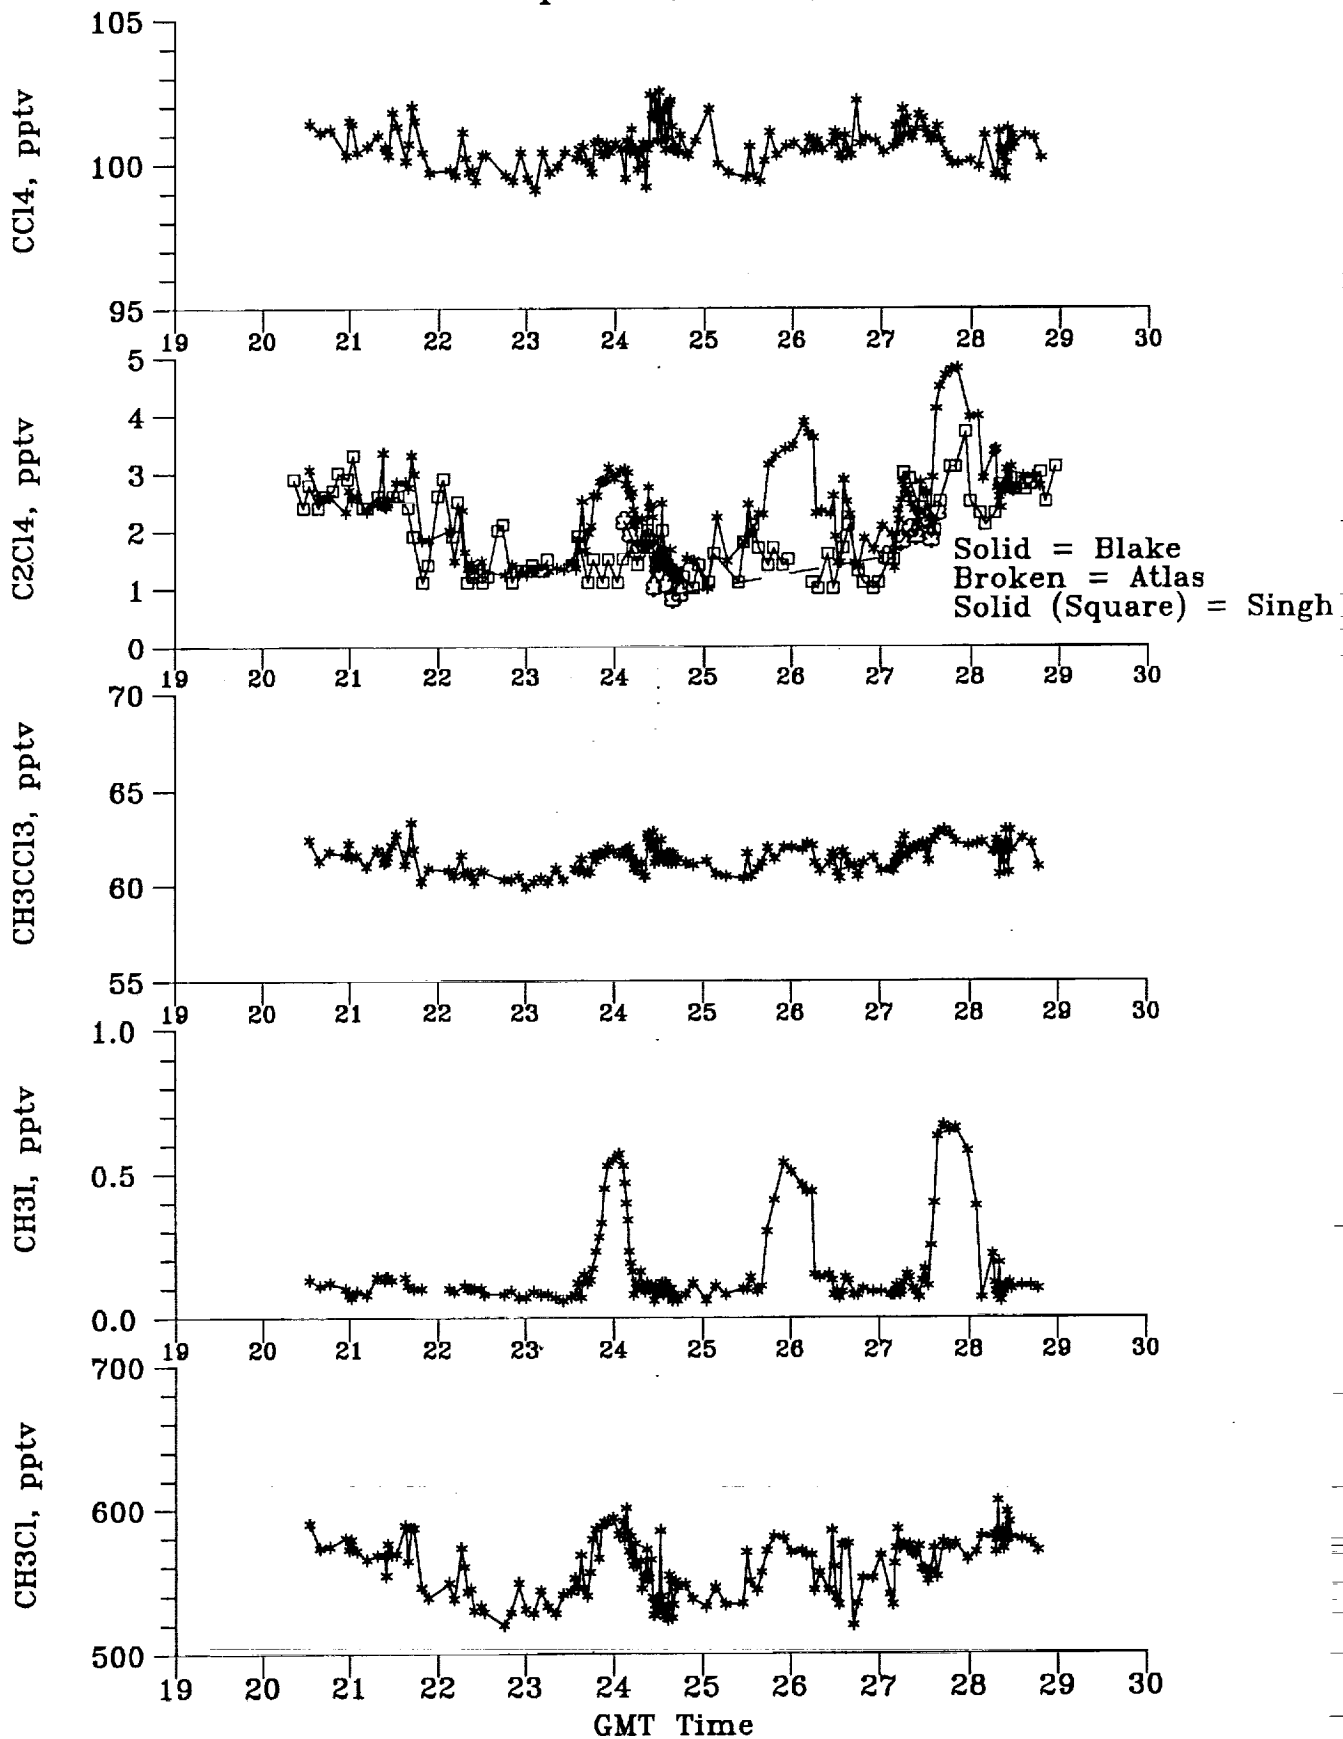 105
100
95
CCl4, pptv
19 20 21 22 23 24 25 26 27 28 29 30
5
4
3
2
1
0
C2Cl4, pptv
Solid = Blake
Broken = Atlas
Solid (Square) = Singh
19 20 21 22 23 24 25 26 27 28 29 30
70
65
60
55
CH3CCl3, pptv
19 20 21 22 23 24 25 26 27 28 29 30
1.0
0.5
0.0
CH3I, pptv
19 20 21 22 23 24 25 26 27 28 29 30
700
600
500
CH3Cl, pptv
19 20 21 22 23 24 25 26 27 28 29 30
GMT Time